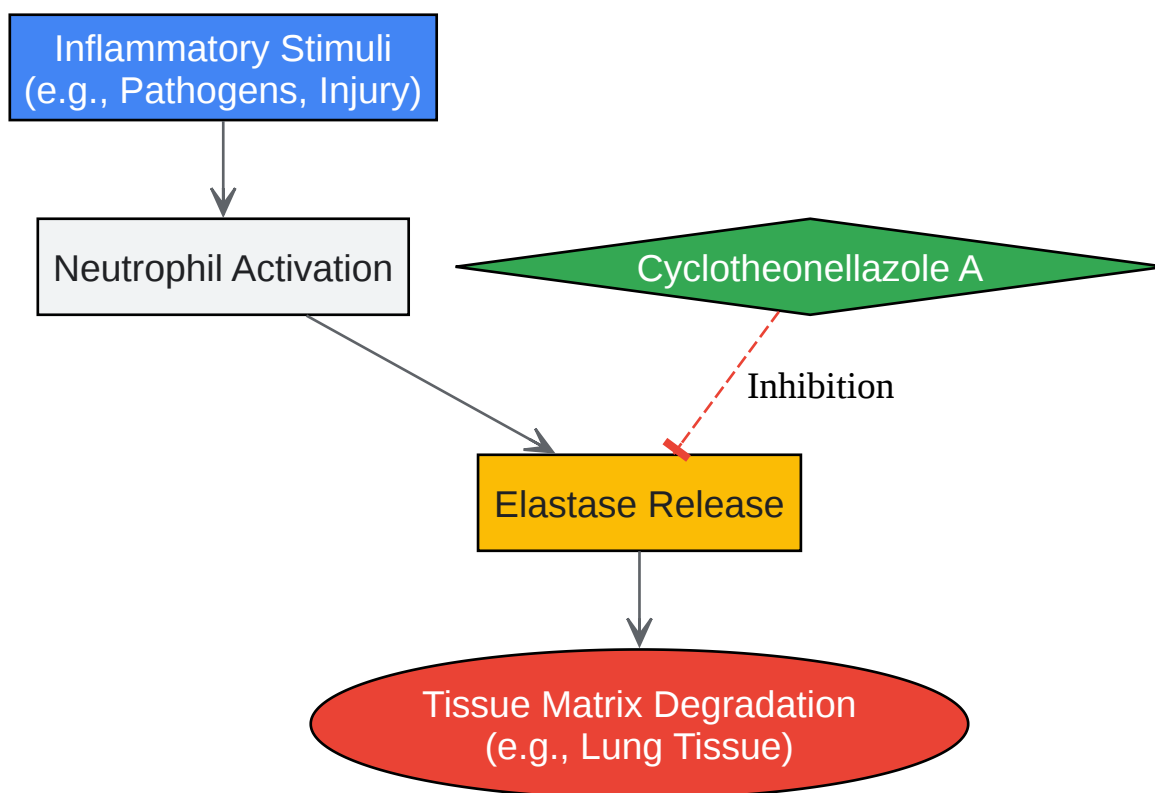 Inflammatory Stimuli
(e.g., Pathogens, Injury)
Neutrophil Activation
Cyclotheonellazole A
Inhibition
Elastase Release
Tissue Matrix Degradation
(e.g., Lung Tissue)